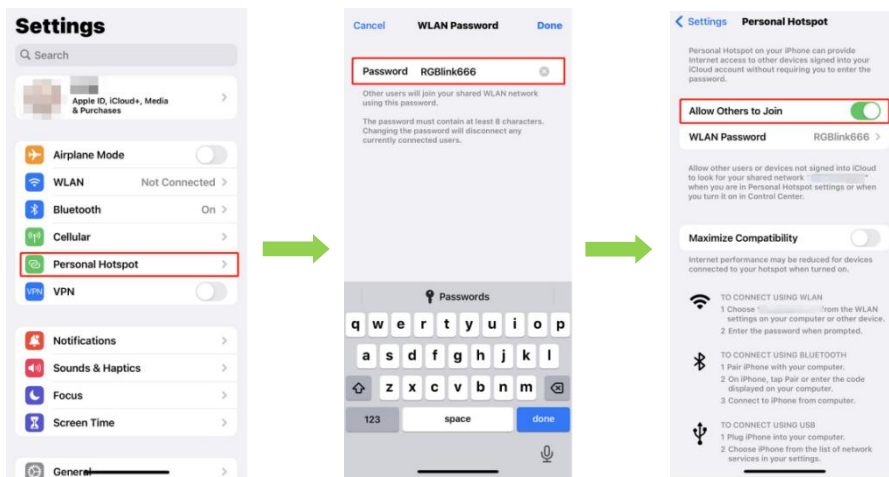 Settings
Search
Apple ID, iCloud+, Media
& Purchases
Airplane Mode
WLAN Not Connected
Bluetooth On
Cellular
Personal Hotspot
VPN VPN
Notifications
Sounds & Haptics
Focus
Screen Time
General
Cancel WLAN Password Done
Password RGBlink666
Other users will join your shared WLAN network
using this password.
The password must contain at least 8 characters.
Changing the password will disconnect any
currently connected users.
Passwords
q w e r t y u i o p
a s d f g h j k l
z x c v b n m
123 space done
Settings Personal Hotspot
Personal Hotspot on your iPhone can provide
Internet access to other devices signed into your
iCloud account without requiring you to enter the
password.
Allow Others to Join
WLAN Password RGBlink666
Allow other users or devices not signed into iCloud
to look for your shared network " "
when you are in Personal Hotspot settings or when
you turn it on in Control Center.
Maximize Compatibility
Internet performance may be reduced for devices
connected to your hotspot when turned on.
TO CONNECT USING WLAN
1 Choose " " from the WLAN
settings on your computer or other device.
2 Enter the password when prompted.
TO CONNECT USING BLUETOOTH
1 Pair iPhone with your computer.
2 On iPhone, tap Pair or enter the code
displayed on your computer.
3 Connect to iPhone from computer.
TO CONNECT USING USB
1 Plug iPhone into your computer.
2 Choose iPhone from the list of network
services in your settings.